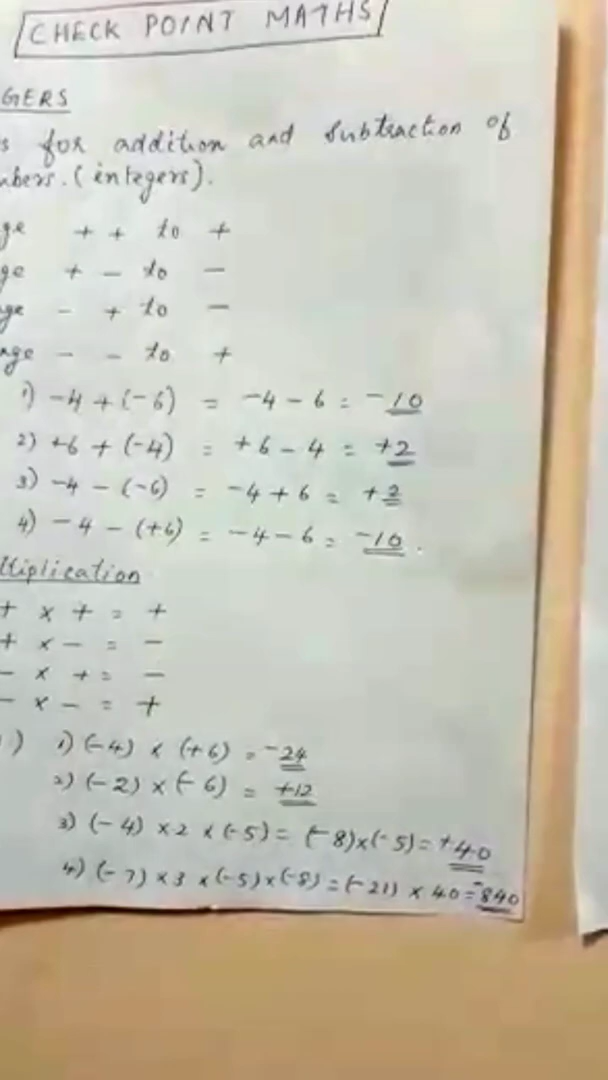 CHECK POINT MATHS
GERS
s for addition and subtraction of
mbers. (integers).
ge + + to +
ge + - to -
ge - + to -
nge - - to +
1) -4 + (-6) = -4 - 6 = -10
2) +6 + (-4) = +6 - 4 = +2
3) -4 - (-6) = -4 + 6 = +2
4) -4 - (+6) = -4 - 6 = -10.
ltiplication
+ x + = +
+ x - = -
- x + = -
- x - = +
) 1) (-4) x (+6) = -24
2) (-2) x (-6) = +12
3) (-4) x 2 x (-5) = (-8) x (-5) = +40
4) (-7) x 3 x (-5) x (-8) = (-21) x 40 = -840